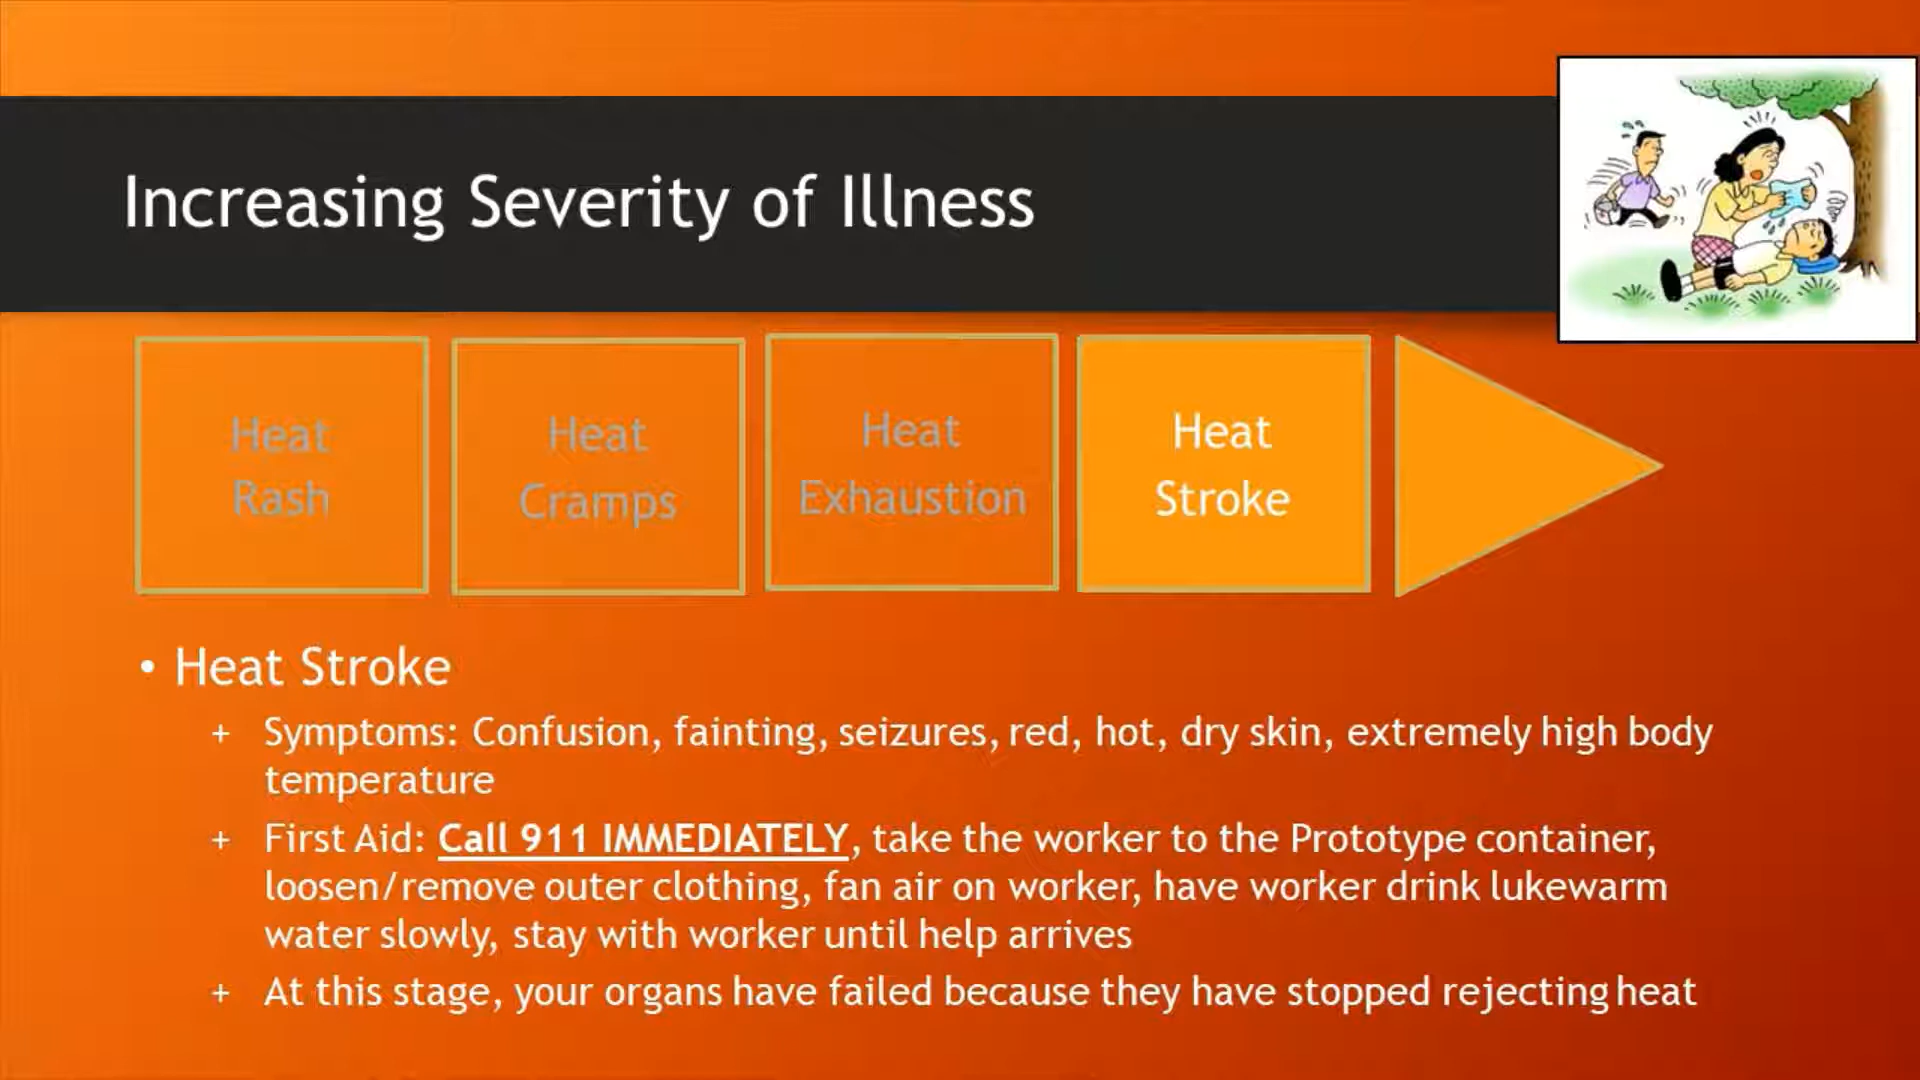 Increasing Severity of Illness
Heat
Rash
Heat
Cramps
Heat
Exhaustion
Heat
Stroke
• Heat Stroke
+ Symptoms: Confusion, fainting, seizures, red, hot, dry skin, extremely high body
temperature
+ First Aid: Call 911 IMMEDIATELY, take the worker to the Prototype container,
loosen/remove outer clothing, fan air on worker, have worker drink lukewarm
water slowly, stay with worker until help arrives
+ At this stage, your organs have failed because they have stopped rejecting heat